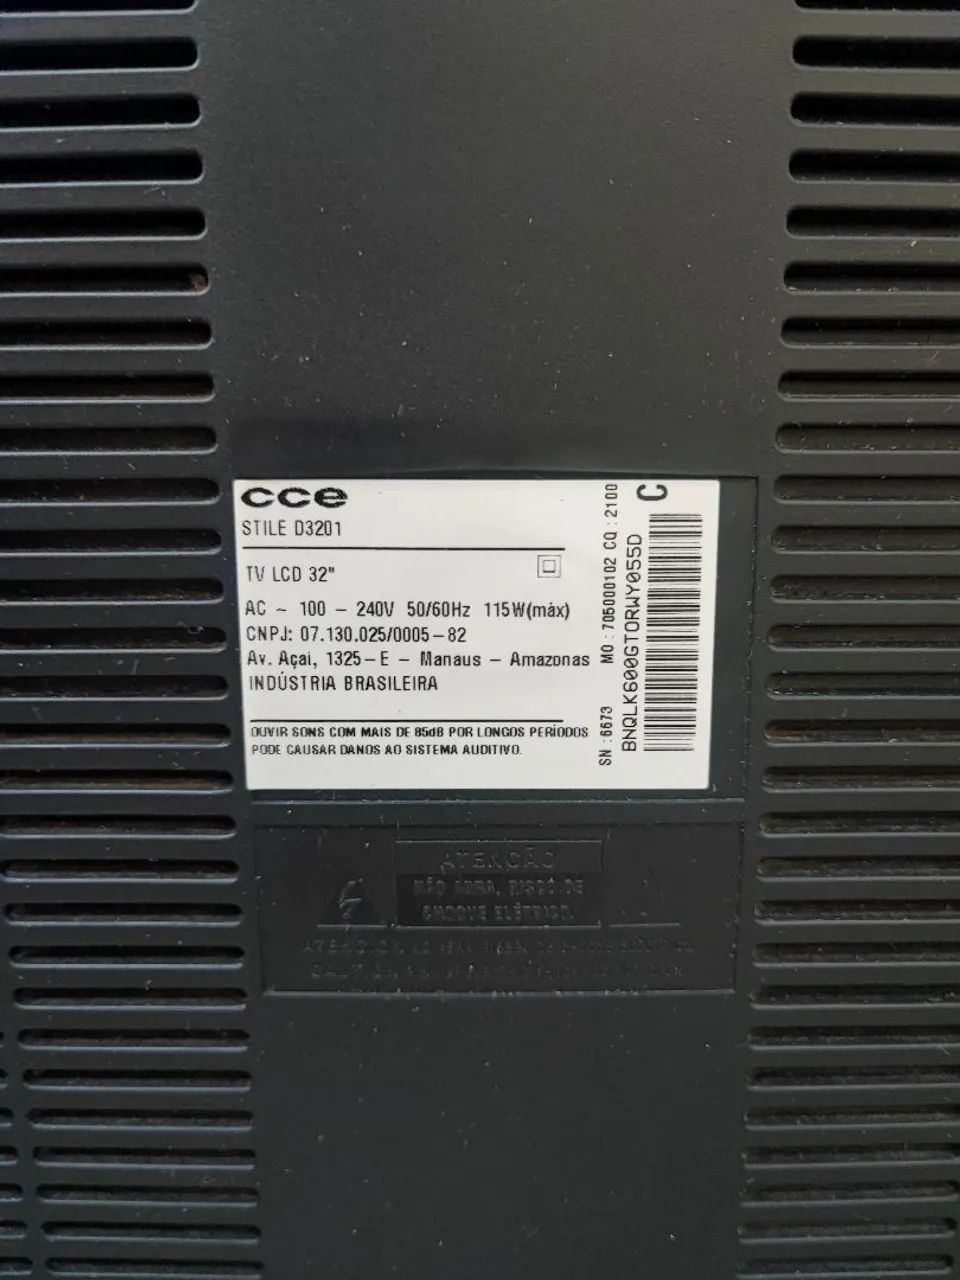 cce
STILE D3201
TV LCD 32"
AC ~ 100 - 240V 50/60Hz 115W(máx)
CNPJ: 07.130.025/0005-82
Av. Açaí, 1325-E - Manaus - Amazonas
INDÚSTRIA BRASILEIRA
OUVIR SONS COM MAIS DE 85dB POR LONGOS PERÍODOS
PODE CAUSAR DANOS AO SISTEMA AUDITIVO.
SN :6673 MO :705000102 CQ :2100
BNQLK600GTORWY055D
C
ATENÇÃO
NÃO ABRA, RISCO DE
CHOQUE ELÉTRICO.